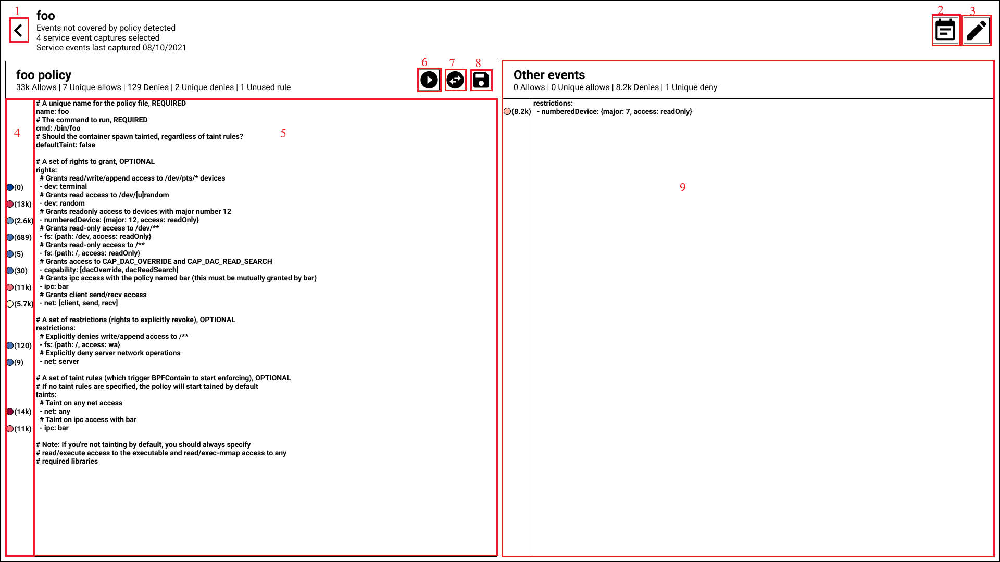 1
foo
Events not covered by policy detected
4 service event captures selected
Service events last captured 08/10/2021
2
3
foo policy
33k Allows | 7 Unique allows | 129 Denies | 2 Unique denies | 1 Unused rule
6
7
8
4
5
# A unique name for the policy file, REQUIRED
name: foo
# The command to run, REQUIRED
cmd: /bin/foo
# Should the container spawn tainted, regardless of taint rules?
defaultTaint: false
# A set of rights to grant, OPTIONAL
rights:
# Grants read/write/append access to /dev/pts/* devices
(0) - dev: terminal
# Grants read access to /dev/[u]random
(13k) - dev: random
# Grants readonly access to devices with major number 12
(2.6k) - numberedDevice: {major: 12, access: readOnly}
# Grants read-only access to /dev/**
(689) - fs: {path: /dev, access: readOnly}
# Grants read-only access to /**
(5) - fs: {path: /, access: readOnly}
# Grants access to CAP_DAC_OVERRIDE and CAP_DAC_READ_SEARCH
(30) - capability: [dacOverride, dacReadSearch]
# Grants ipc access with the policy named bar (this must be mutually granted by bar)
(11k) - ipc: bar
# Grants client send/recv access
(5.7k) - net: [client, send, recv]
# A set of restrictions (rights to explicitly revoke), OPTIONAL
restrictions:
# Explicitly denies write/append access to /**
(120) - fs: {path: /, access: wa}
# Explicitly deny server network operations
(9) - net: server
# A set of taint rules (which trigger BPFContain to start enforcing), OPTIONAL
# If no taint rules are specified, the policy will start tained by default
taints:
# Taint on any net access
(14k) - net: any
# Taint on ipc access with bar
(11k) - ipc: bar
# Note: If you're not tainting by default, you should always specify
# read/execute access to the executable and read/exec-mmap access to any
# required libraries
Other events
0 Allows | 0 Unique allows | 8.2k Denies | 1 Unique deny
restrictions:
(8.2k) - numberedDevice: {major: 7, access: readOnly}
9